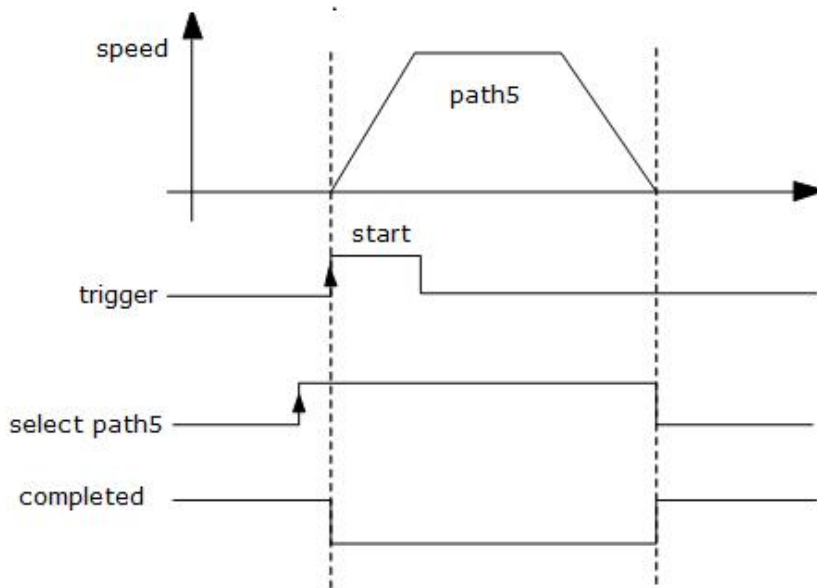 speed
path5
start
trigger
select path5
completed